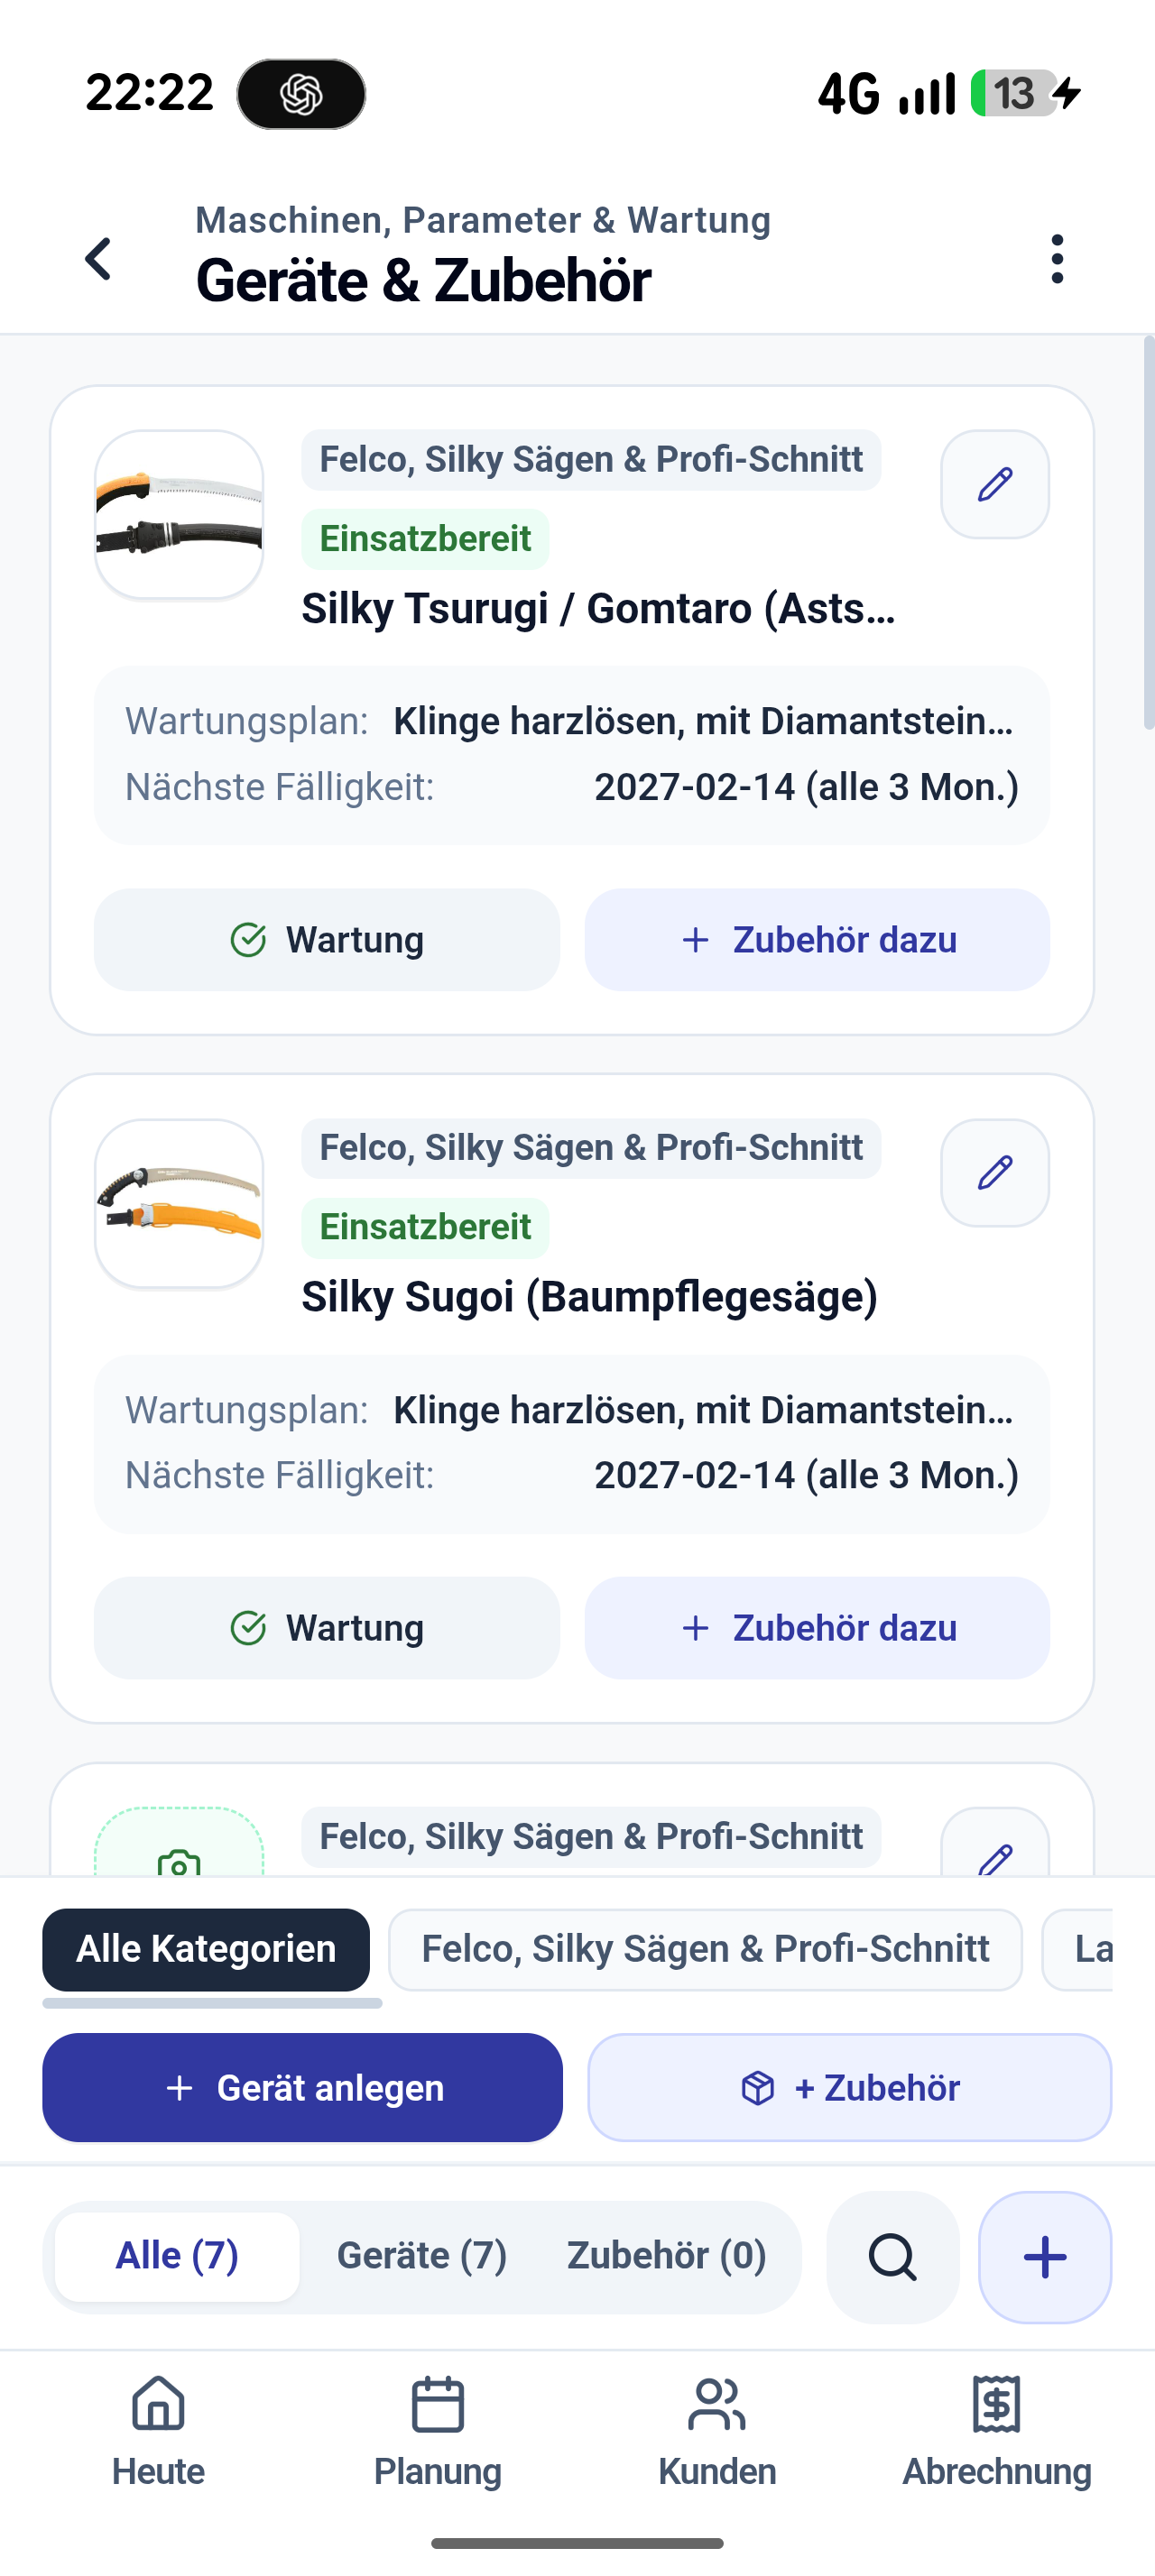 22:22
4G
13
Maschinen, Parameter & Wartung
Geräte & Zubehör
Felco, Silky Sägen & Profi-Schnitt
Einsatzbereit
Silky Tsurugi / Gomtaro (Asts...
Wartungsplan: Klinge harzlösen, mit Diamantstein...
Nächste Fälligkeit: 2027-02-14 (alle 3 Mon.)
Wartung
+ Zubehör dazu
Felco, Silky Sägen & Profi-Schnitt
Einsatzbereit
Silky Sugoi (Baumpflegesäge)
Wartungsplan: Klinge harzlösen, mit Diamantstein...
Nächste Fälligkeit: 2027-02-14 (alle 3 Mon.)
Wartung
+ Zubehör dazu
Felco, Silky Sägen & Profi-Schnitt
Alle Kategorien
Felco, Silky Sägen & Profi-Schnitt
La
+ Gerät anlegen
+ Zubehör
Alle (7)
Geräte (7)
Zubehör (0)
Heute
Planung
Kunden
Abrechnung